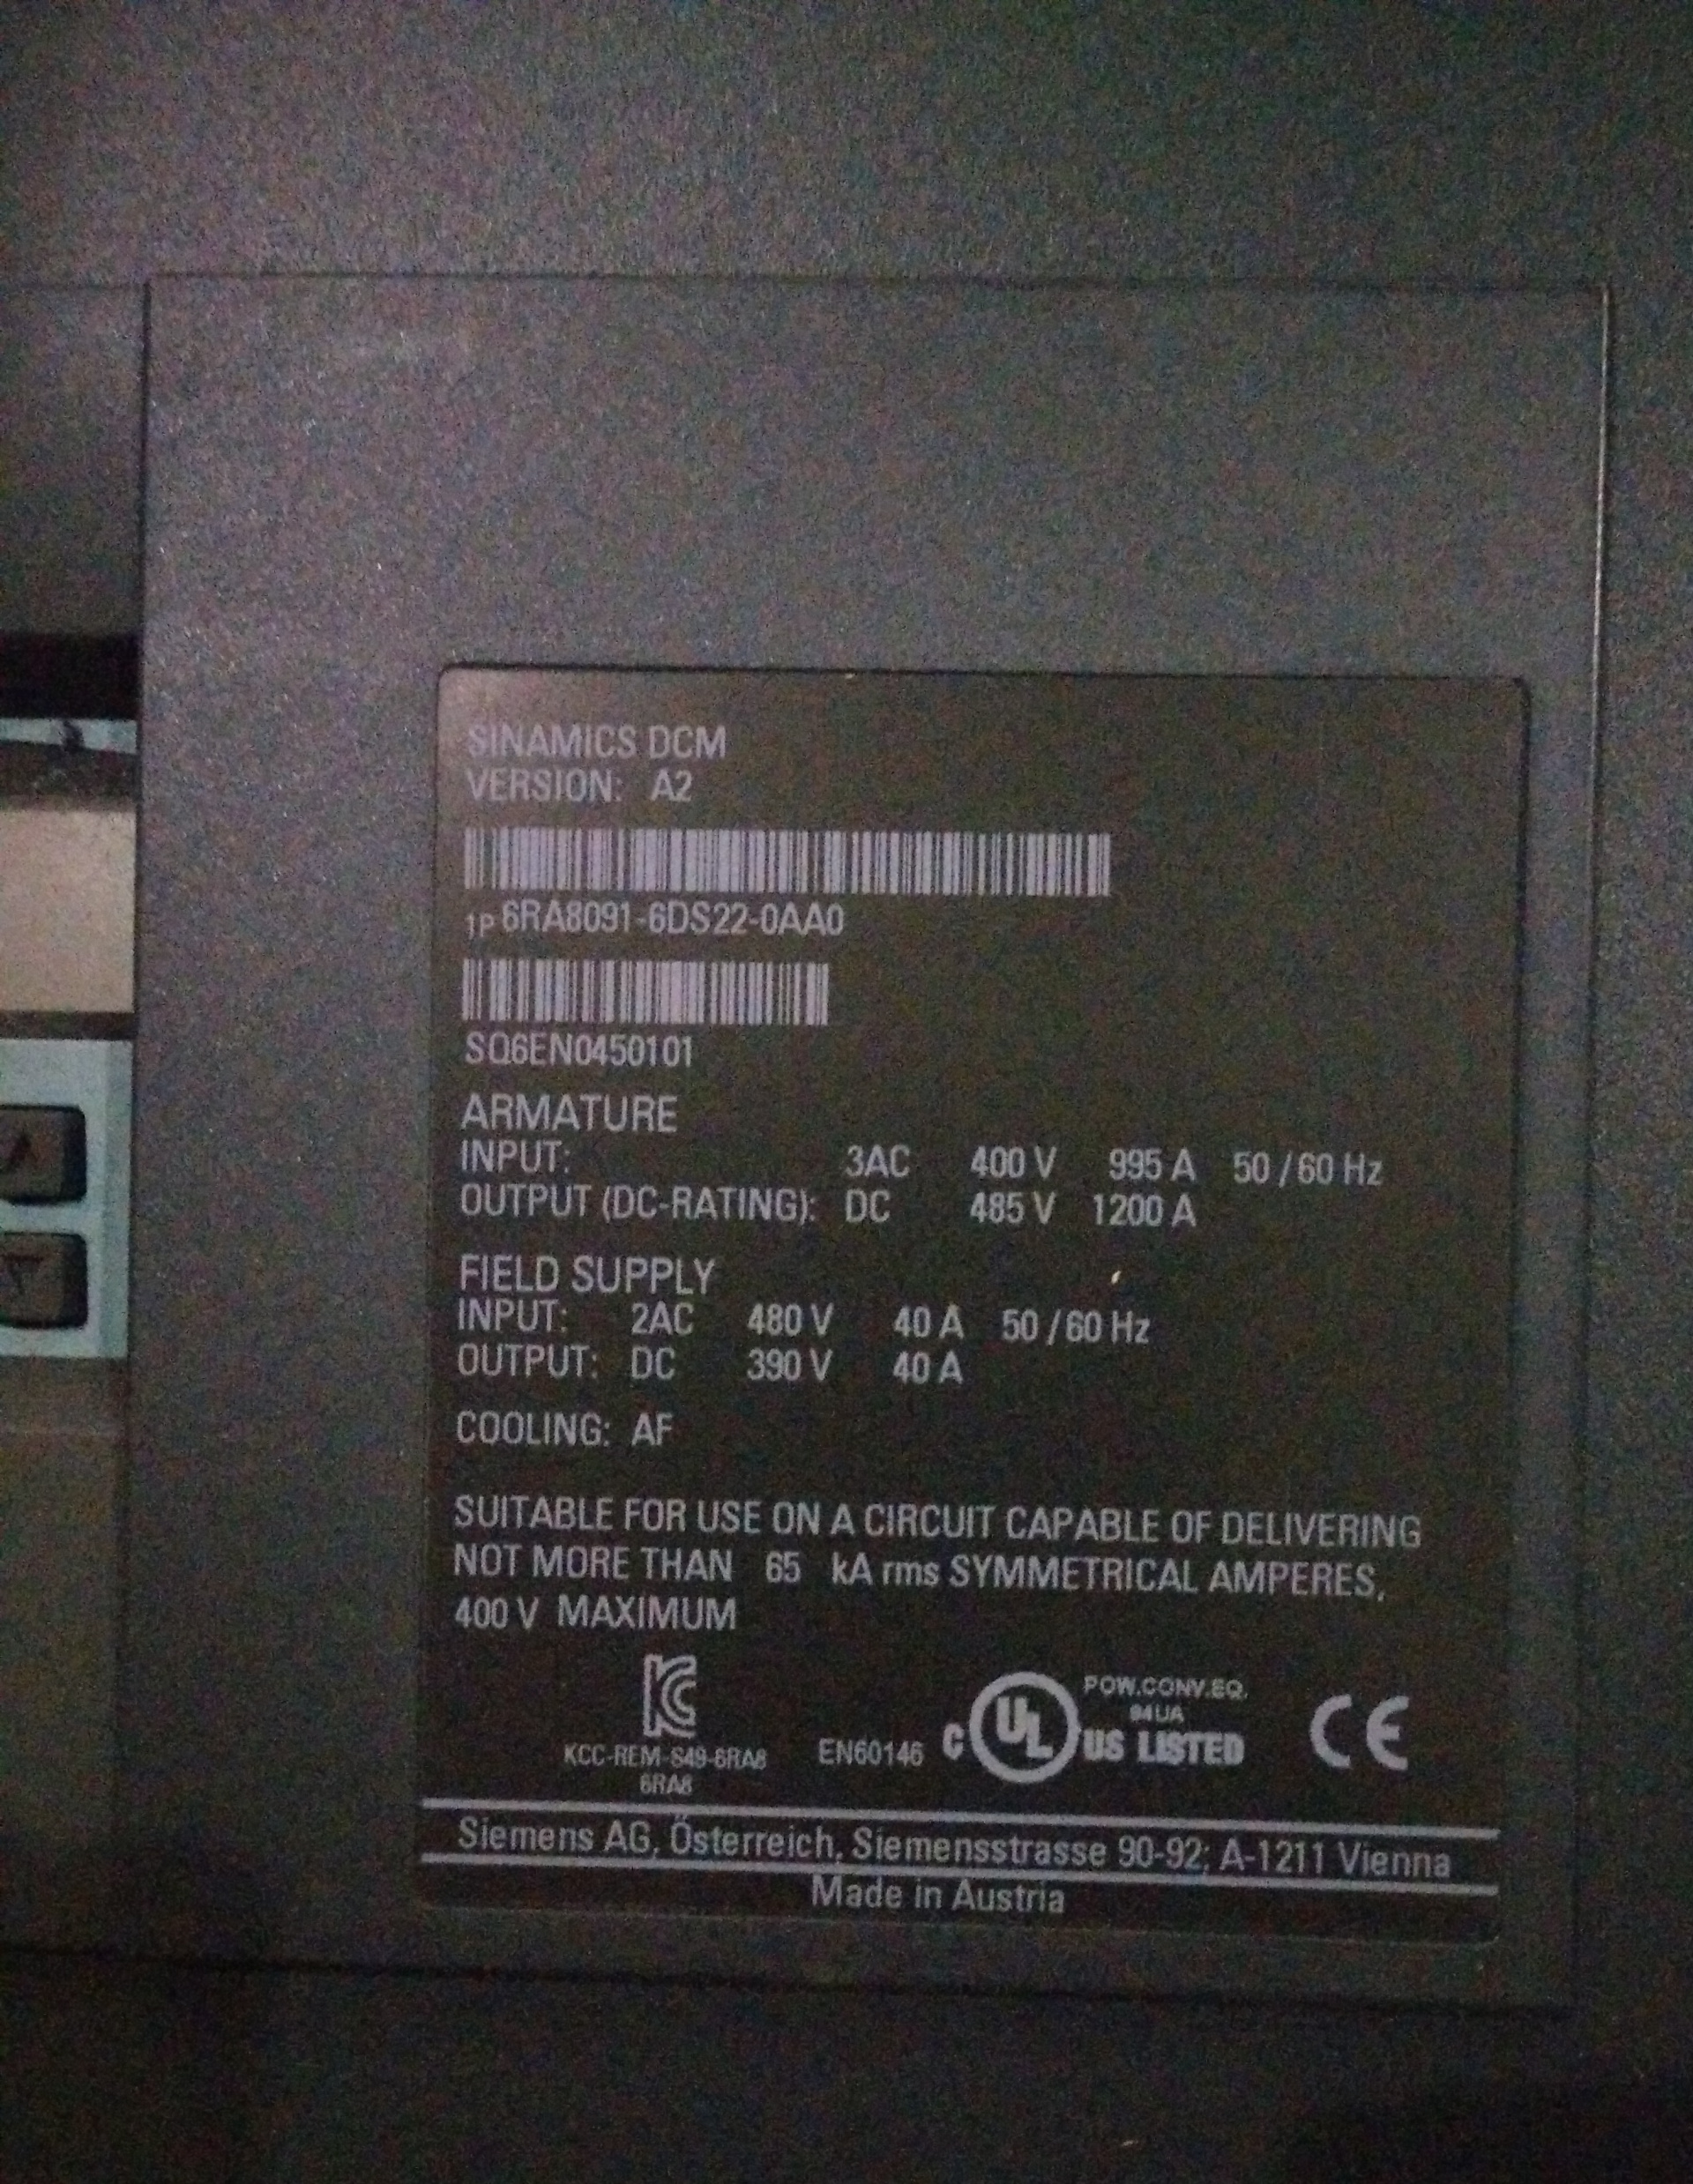 SINAMICS DCM
VERSION: A2
1P 6RA8091-6DS22-0AA0
SQ6EN0450101
ARMATURE
INPUT: 3AC 400 V 995 A 50 / 60 Hz
OUTPUT (DC-RATING): DC 485 V 1200 A
FIELD SUPPLY
INPUT: 2AC 480 V 40 A 50 / 60 Hz
OUTPUT: DC 390 V 40 A
COOLING: AF
SUITABLE FOR USE ON A CIRCUIT CAPABLE OF DELIVERING
NOT MORE THAN 65 kA rms SYMMETRICAL AMPERES,
400 V MAXIMUM
KCC-REM-S49-6RA8
6RA8
EN60146
C UL US LISTED
POW.CONV.EQ.
94UA
CE
Siemens AG, Österreich, Siemensstrasse 90-92; A-1211 Vienna
Made in Austria